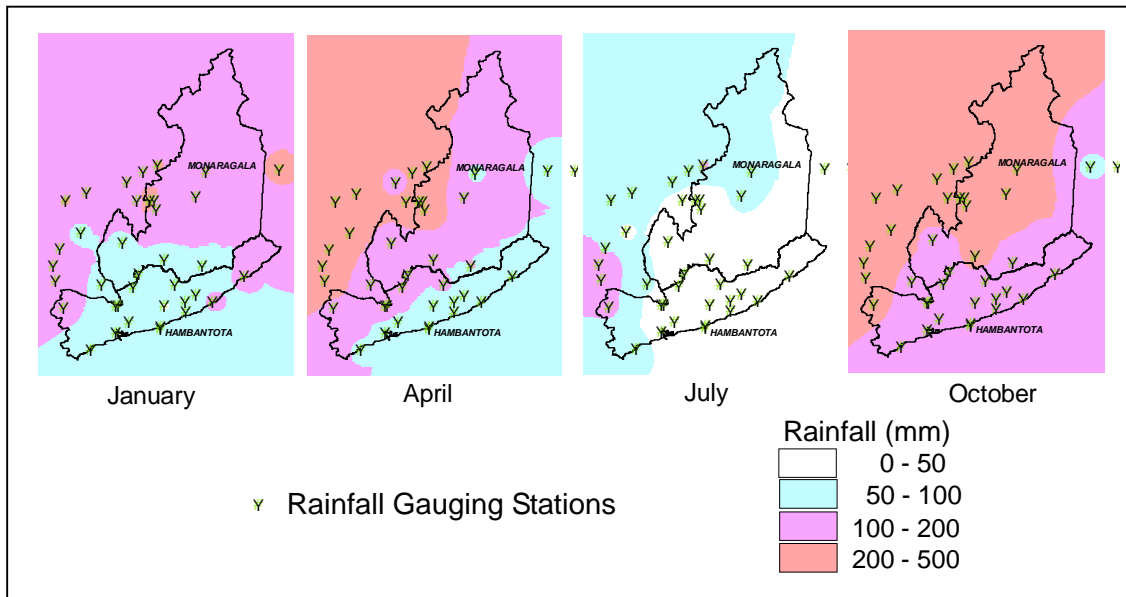 MONARAGALA
HAMBANTOTA
MONARAGALA
HAMBANTOTA
MONARAGALA
HAMBANTOTA
MONARAGALA
HAMBANTOTA
January
April
July
October
Rainfall (mm)
0 - 50
50 - 100
100 - 200
200 - 500
Rainfall Gauging Stations